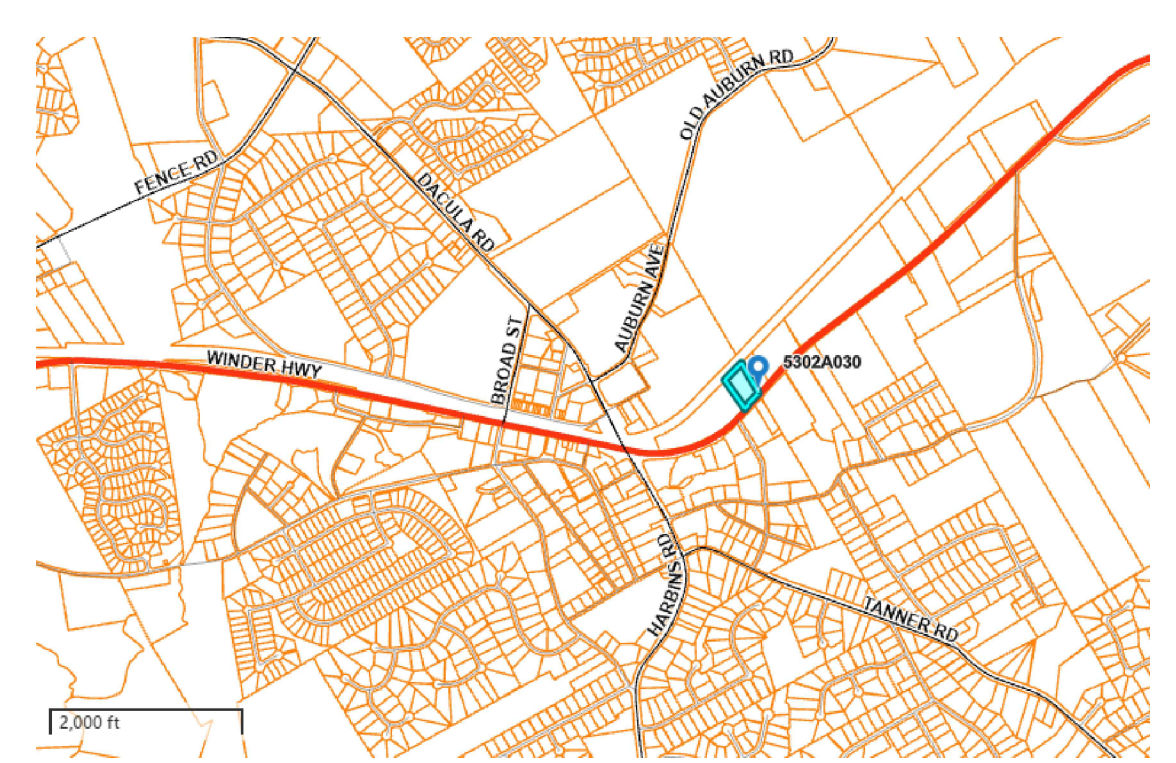 OLD AUBURN RD
FENCE RD
DACULA RD
AUBURN AVE
BROAD ST
WINDER HWY
5302A030
HARBINS RD
TANNER RD
2,000 ft